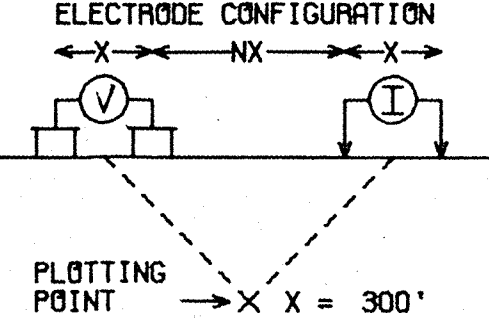 ELECTRODE CONFIGURATION
X NX X
V I
PLOTTING
POINT X X = 300'